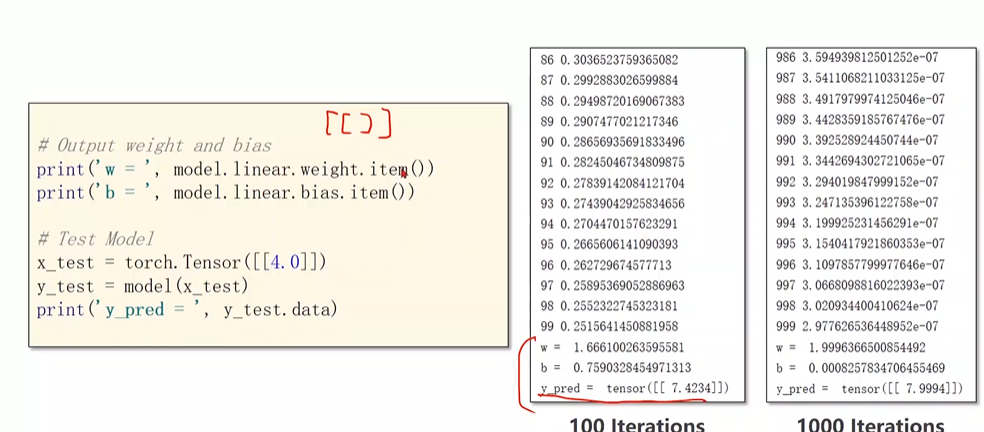 [[]]
# Output weight and bias
print('w = ', model.linear.weight.item())
print('b = ', model.linear.bias.item())
# Test Model
x_test = torch.Tensor([[4.0]])
y_test = model(x_test)
print('y_pred = ', y_test.data)
86 0.3036523759365082
87 0.2992883026599884
88 0.29498720169067383
89 0.2907477021217346
90 0.28656935691833496
91 0.28245046734809875
92 0.27839142084121704
93 0.27439042925834656
94 0.2704470157623291
95 0.2665606141090393
96 0.262729674577713
97 0.25895369052886963
98 0.2552322745323181
99 0.2515641450881958
w = 1.666100263595581
b = 0.7590328454971313
y_pred = tensor([[ 7.4234]])
100 Iterations
986 3.594939812501252e-07
987 3.5411068211033125e-07
988 3.4917979974125046e-07
989 3.4428359185767476e-07
990 3.392528924450744e-07
991 3.3442694302721065e-07
992 3.294019847999152e-07
993 3.247135396122758e-07
994 3.199925231456291e-07
995 3.1540417921860353e-07
996 3.1097857799977646e-07
997 3.0668098816022393e-07
998 3.020934400410624e-07
999 2.977626536448952e-07
w = 1.9996366500854492
b = 0.0008257834706455469
y_pred = tensor([[ 7.9994]])
1000 Iterations